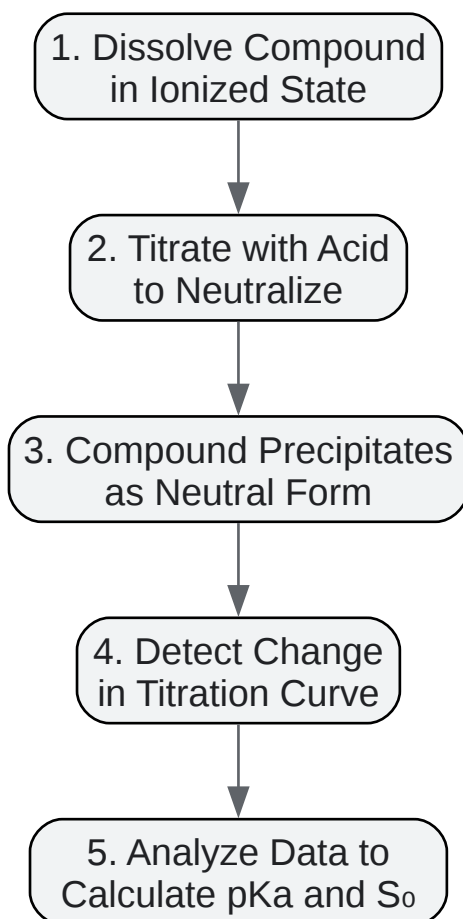 1. Dissolve Compound
in Ionized State
2. Titrate with Acid
to Neutralize
3. Compound Precipitates
as Neutral Form
4. Detect Change
in Titration Curve
5. Analyze Data to
Calculate pKa and S₀